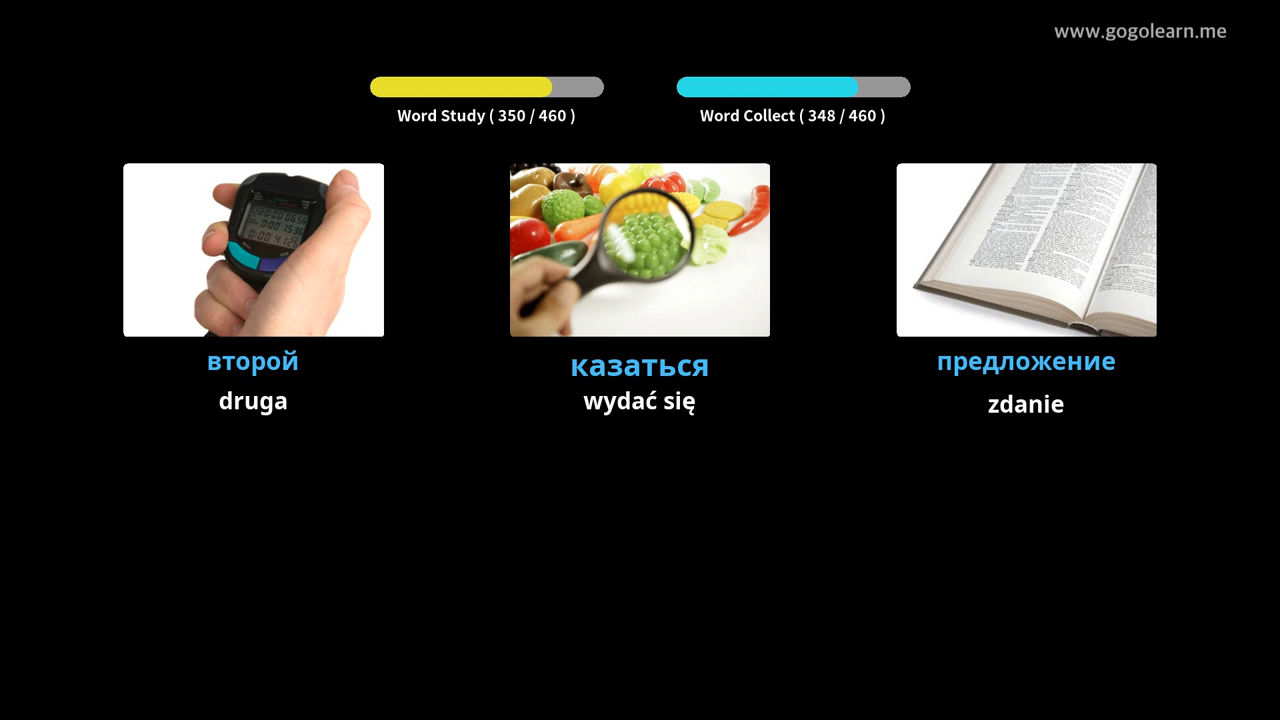 www.gogolearn.me
Word Study ( 350 / 460 )
Word Collect ( 348 / 460 )
второй
казаться
предложение
druga
wydać się
zdanie